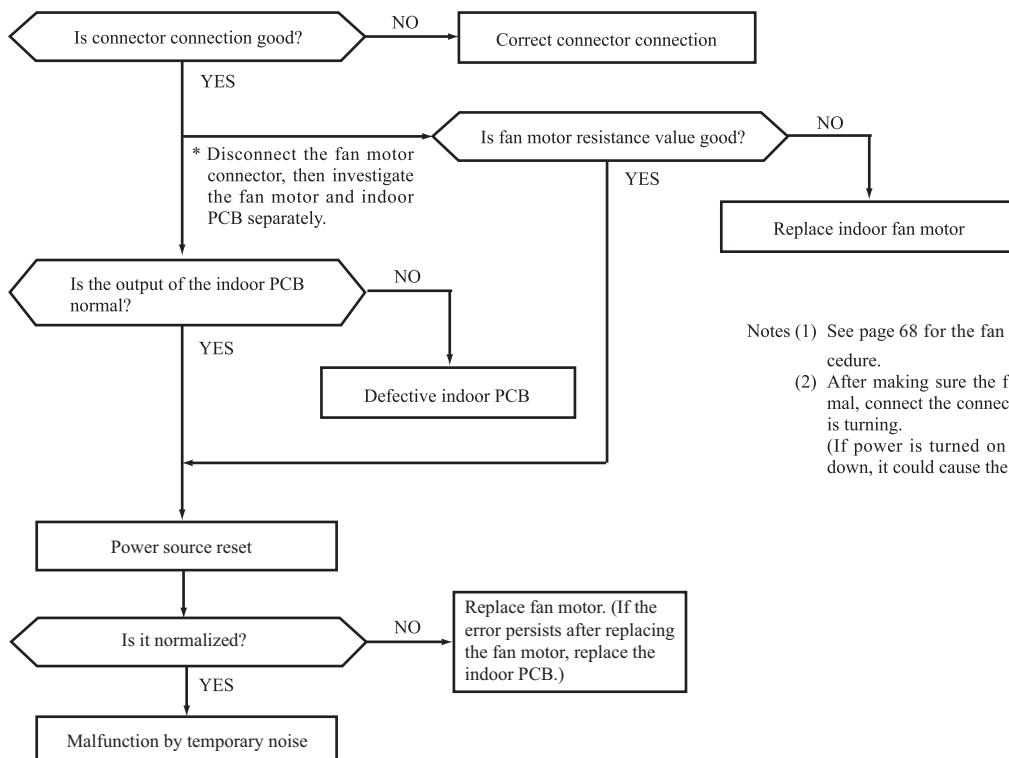 Is connector connection good?
NO
Correct connector connection
YES
Is fan motor resistance value good?
NO
* Disconnect the fan motor
connector, then investigate
the fan motor and indoor
PCB separately.
YES
Replace indoor fan motor
Is the output of the indoor PCB
normal?
NO
YES
Defective indoor PCB
Notes (1) See page 68 for the fan
cedure.
(2) After making sure the f
mal, connect the connec
is turning.
(If power is turned on
down, it could cause the
Power source reset
Is it normalized?
NO
Replace fan motor. (If the
error persists after replacing
the fan motor, replace the
indoor PCB.)
YES
Malfunction by temporary noise